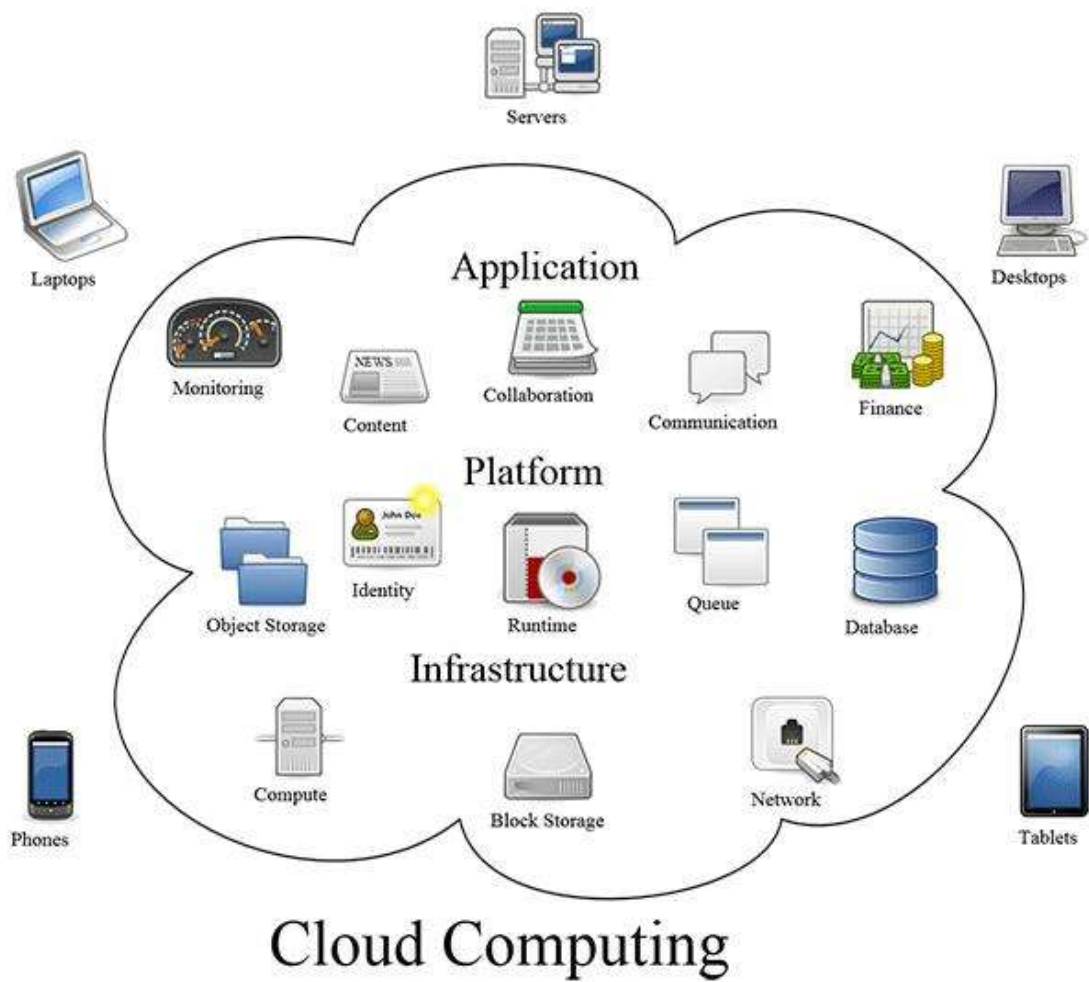 Servers
Laptops
Desktops
Application
Monitoring
NEWS
Content
Collaboration
Communication
Finance
Platform
Object Storage
John Doe
Identity
Runtime
Queue
Database
Infrastructure
Compute
Block Storage
Network
Phones
Tablets
Cloud Computing